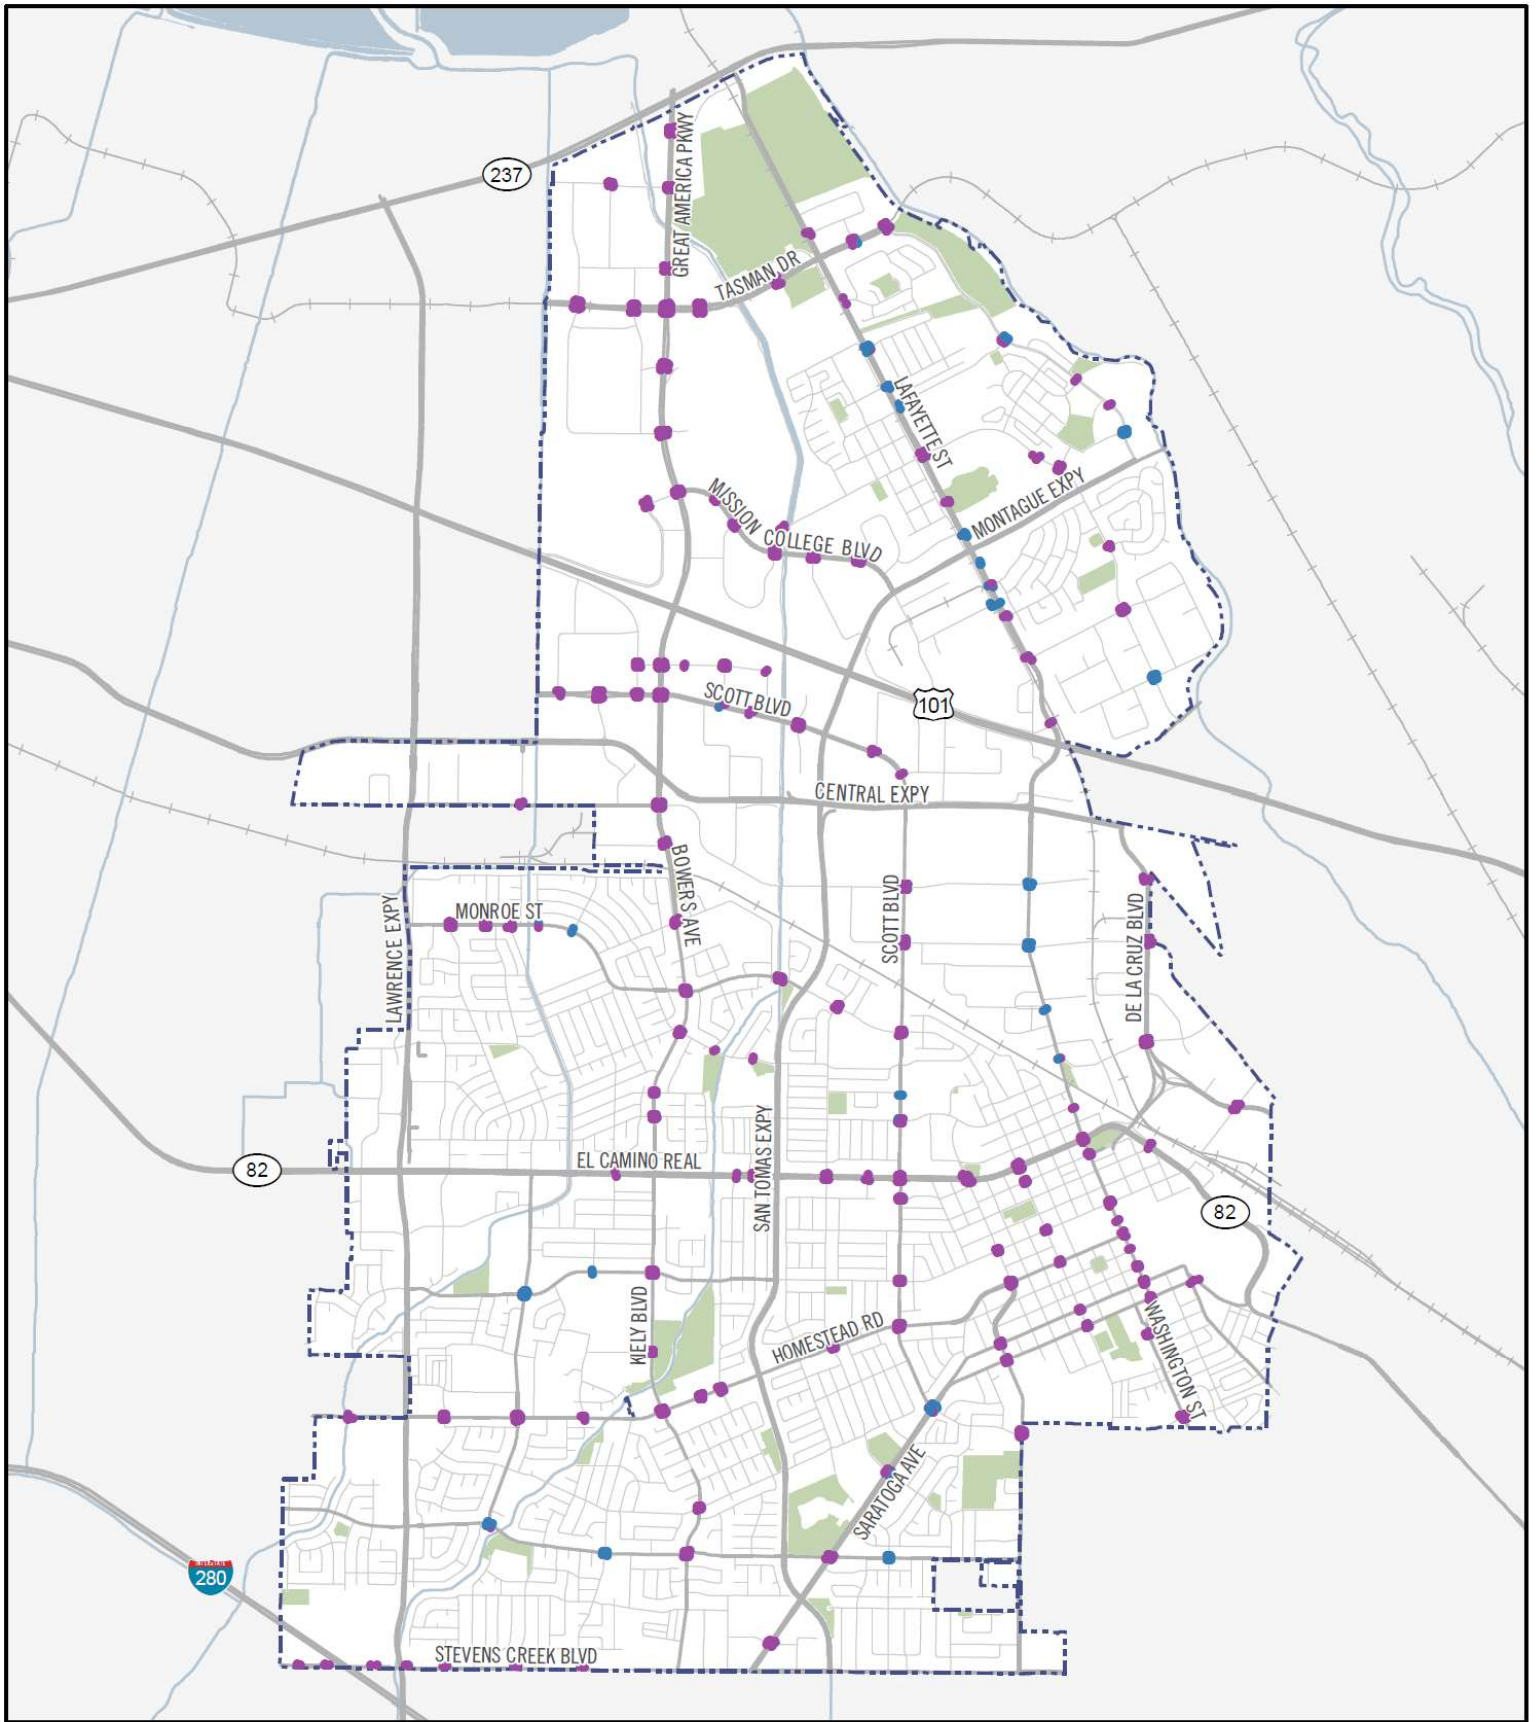 237
GREAT AMERICA PKWY
TASMAN DR
LAFAYETTE ST
MISSION COLLEGE BLVD
MONTAGUE EXPY
SCOTT BLVD
101
CENTRAL EXPY
BOWERS AVE
SCOTT BLVD
DE LA CRUZ BLVD
LAWRENCE EXPY
MONROE ST
SAN TOMAS EXPY
82
EL CAMINO REAL
82
KIELY BLVD
HOMESTEAD RD
WASHINGTON ST
SARATOGA AVE
280
STEVENS CREEK BLVD